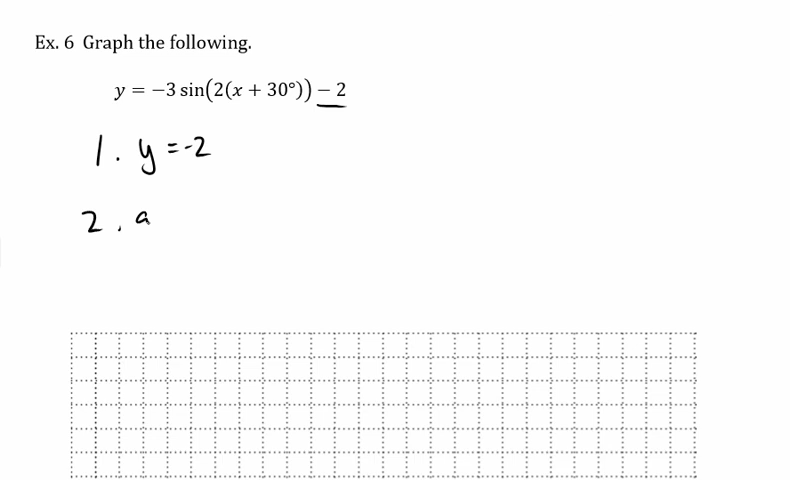 Ex. 6 Graph the following.
y = −3 sin(2(x + 30°)) − 2
1. y = -2
2. a